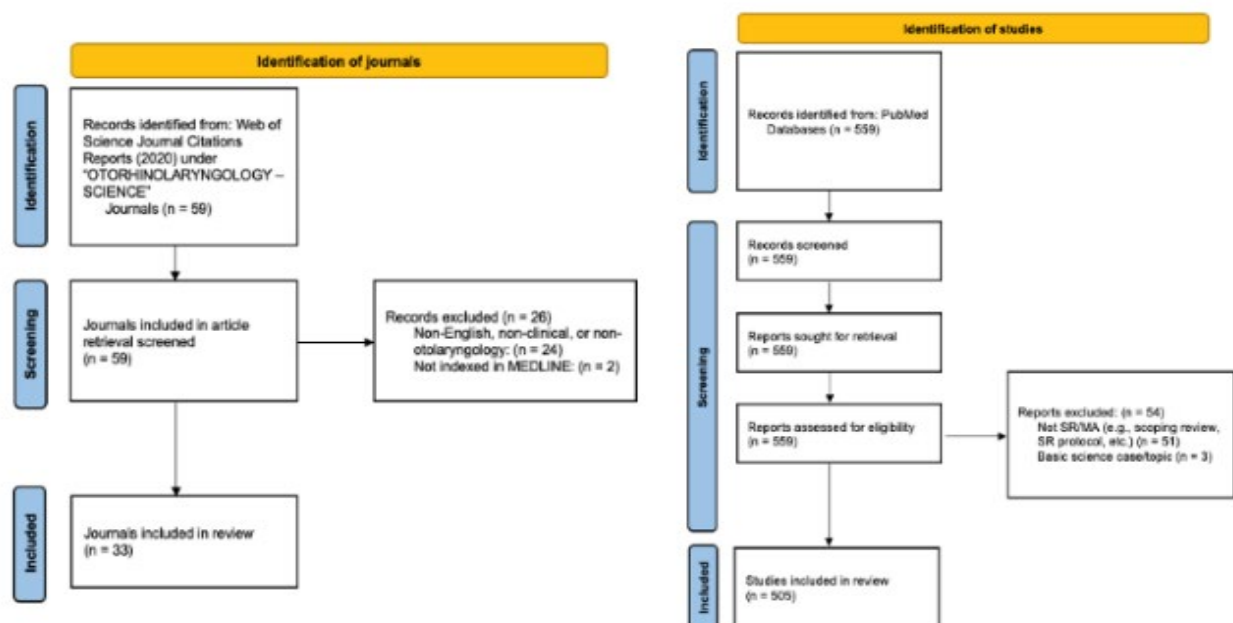 Identification of journals
Identification
Records identified from: Web of
Science Journal Citations
Reports (2020) under
"OTORHINOLARYNGOLOGY –
SCIENCE"
Journals (n = 59)
Screening
Journals included in article
retrieval screened
(n = 59)
Records excluded (n = 26)
Non-English, non-clinical, or non-
otolaryngology: (n = 24)
Not indexed in MEDLINE: (n = 2)
Included
Journals included in review
(n = 33)
Identification of studies
Identification
Records identified from: PubMed
Databases (n = 559)
Screening
Records screened
(n = 559)
Reports sought for retrieval
(n = 559)
Reports assessed for eligibility
(n = 559)
Reports excluded: (n = 54)
Not SR/MA (e.g., scoping review,
SR protocol, etc.) (n = 51)
Basic science case/topic (n = 3)
Included
Studies included in review
(n = 505)